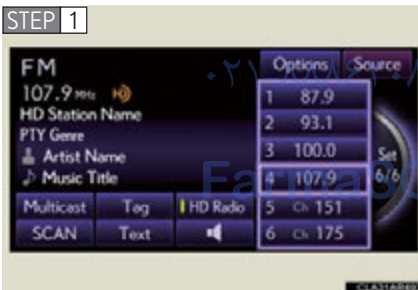 STEP 1
FM
Options Source
107.9 MHz HD
HD Station Name
PTY Genre
Artist Name
Music Title
1 87.9
2 93.1
3 100.0
4 107.9
5 Ch 151
6 Ch 175
Set
6/6
Multicast Tag HD Radio
SCAN Text